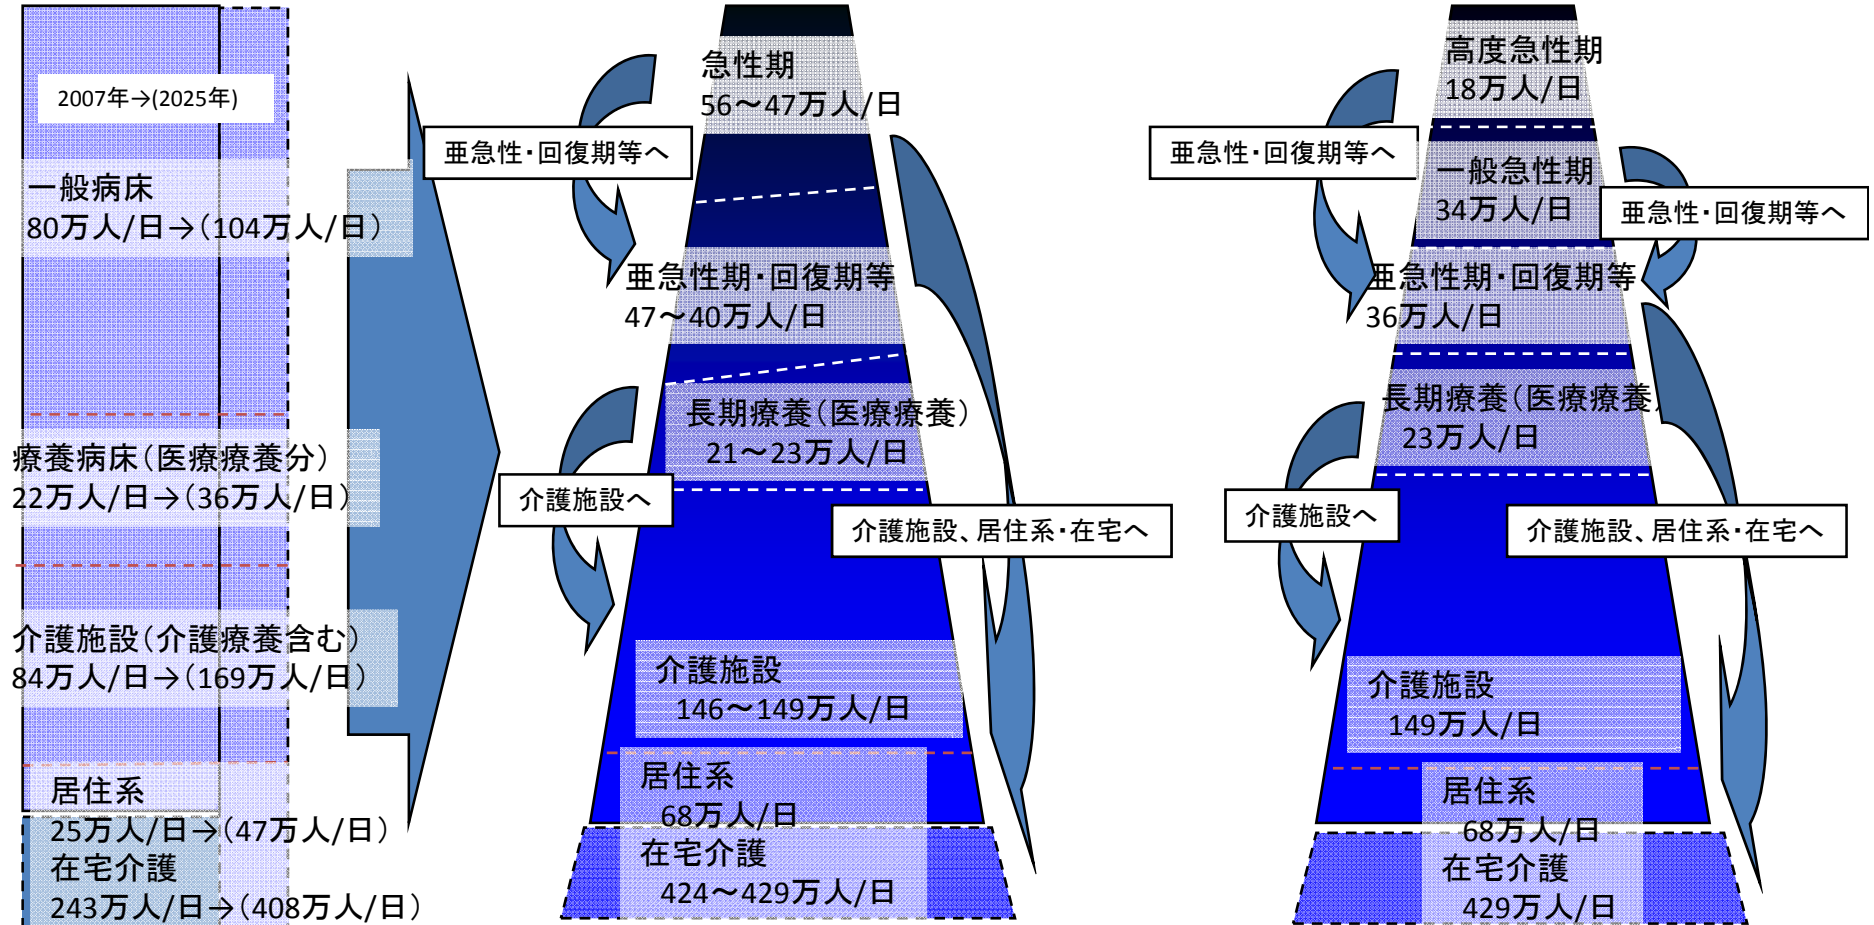 2007年→(2025年)
一般病床
80万人/日→(104万人/日)
療養病床(医療療養分)
22万人/日→(36万人/日)
介護施設(介護療養含む)
84万人/日→(169万人/日)
居住系
25万人/日→(47万人/日)
在宅介護
243万人/日→(408万人/日)
急性期
56～47万人/日
亜急性・回復期等へ
亜急性期・回復期等
47～40万人/日
長期療養(医療療養)
21～23万人/日
介護施設へ
介護施設、居住系・在宅へ
介護施設
146～149万人/日
居住系
68万人/日
在宅介護
424～429万人/日
高度急性期
18万人/日
亜急性・回復期等へ
一般急性期
34万人/日
亜急性・回復期等へ
亜急性期・回復期等
36万人/日
長期療養(医療療養)
23万人/日
介護施設へ
介護施設、居住系・在宅へ
介護施設
149万人/日
居住系
68万人/日
在宅介護
429万人/日